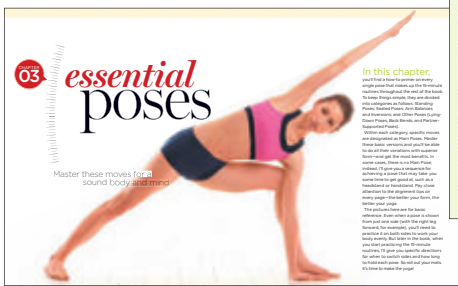 CHAPTER
03
essential
poses
Master these moves for a
sound body and mind
In this chapter,
you'll find a how-to primer on every
single pose that makes up the 15-minute
routines throughout the rest of the book.
To keep things simple, they are divided
into categories as follows: Standing
Poses, Seated Poses, Arm Balances
and Inversions, and Other Poses (Lying-
Down Poses, Back Bends, and Partner-
Supported Poses).
Within each category, specific moves
are designated as Main Poses. Master
these basic versions and you'll be able
to do all their variations with superior
form—and get the most benefits. In
some cases, there is no Main Pose;
instead, I'll give you a sequence for
achieving a pose that may take you
some time to get good at, such as a
headstand or handstand. Pay close
attention to the alignment tips on
every page—the better your form, the
better your yoga.
The pictures here are for basic
reference. Even when a pose is shown
from just one side (with the right leg
forward, for example), you'll need to
practice it on both sides to work your
body evenly. But later in the book, when
you start practicing the 15-minute
routines, I'll give you specific directions
for when to switch sides and how long
to hold each pose. So roll out your mats.
It's time to make the yoga!